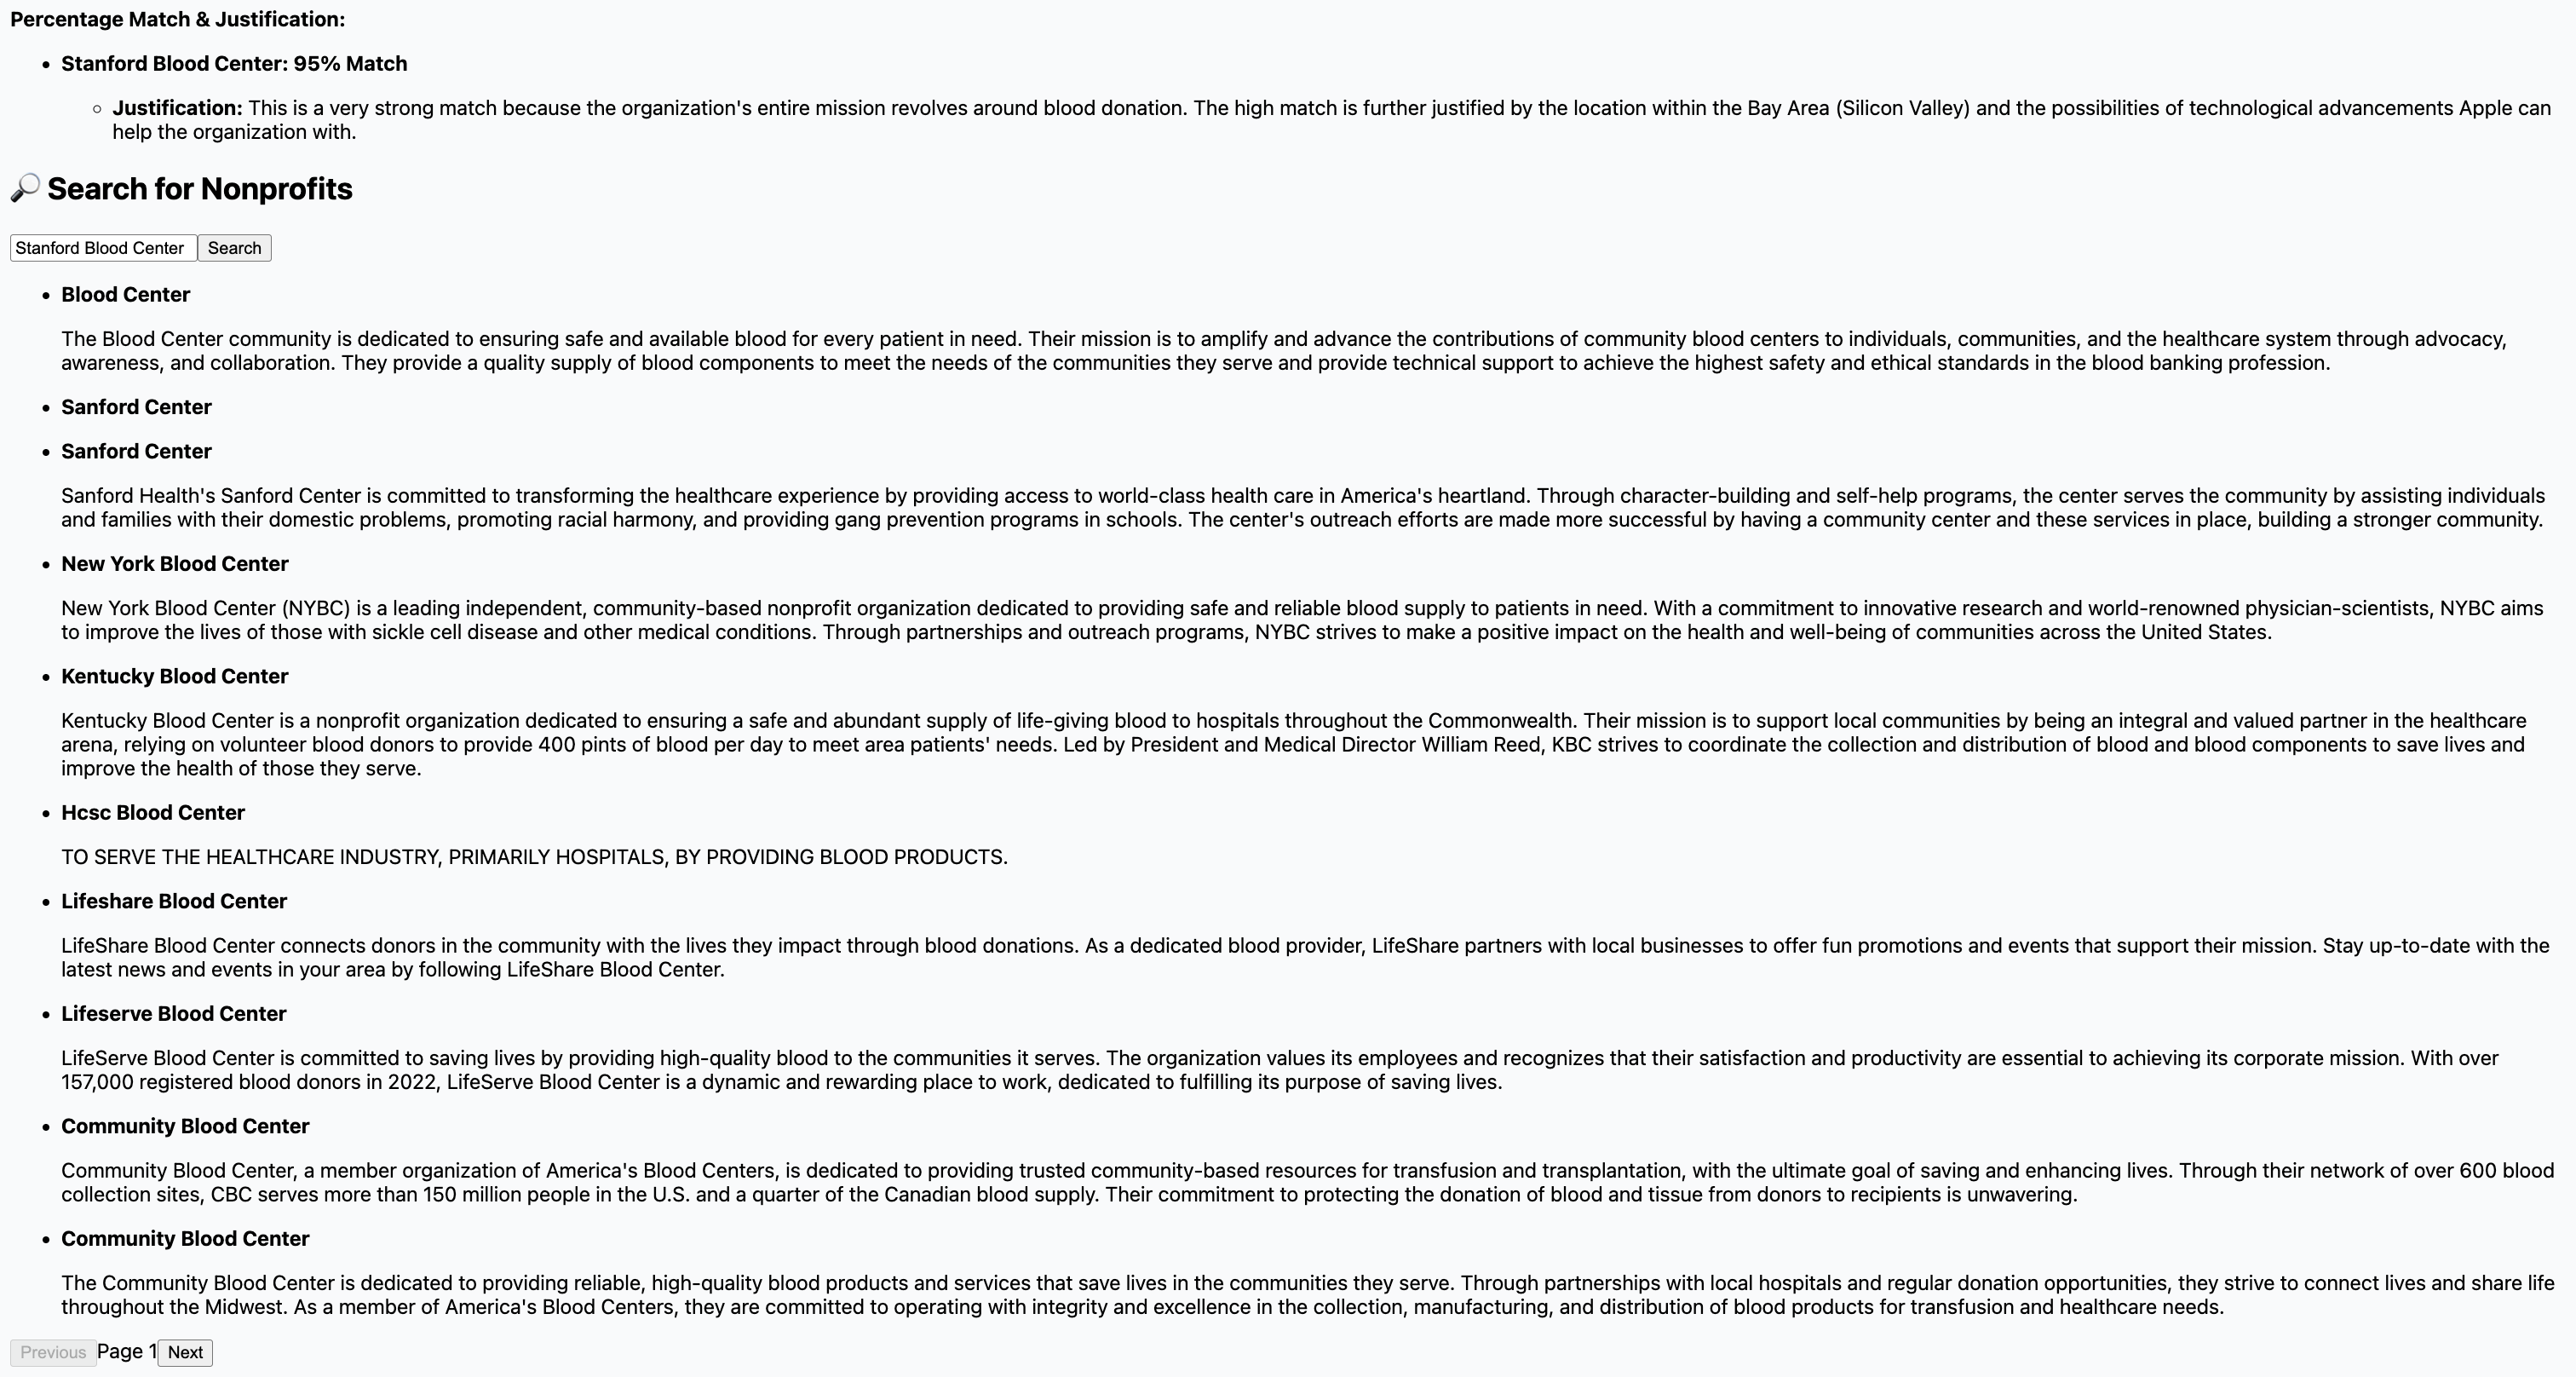 Percentage Match & Justification:
• Stanford Blood Center: 95% Match
◦ Justification: This is a very strong match because the organization's entire mission revolves around blood donation. The high match is further justified by the location within the Bay Area (Silicon Valley) and the possibilities of technological advancements Apple can
help the organization with.
🔎 Search for Nonprofits
Stanford Blood Center Search
• Blood Center
The Blood Center community is dedicated to ensuring safe and available blood for every patient in need. Their mission is to amplify and advance the contributions of community blood centers to individuals, communities, and the healthcare system through advocacy,
awareness, and collaboration. They provide a quality supply of blood components to meet the needs of the communities they serve and provide technical support to achieve the highest safety and ethical standards in the blood banking profession.
• Sanford Center
• Sanford Center
Sanford Health's Sanford Center is committed to transforming the healthcare experience by providing access to world-class health care in America's heartland. Through character-building and self-help programs, the center serves the community by assisting individuals
and families with their domestic problems, promoting racial harmony, and providing gang prevention programs in schools. The center's outreach efforts are made more successful by having a community center and these services in place, building a stronger community.
• New York Blood Center
New York Blood Center (NYBC) is a leading independent, community-based nonprofit organization dedicated to providing safe and reliable blood supply to patients in need. With a commitment to innovative research and world-renowned physician-scientists, NYBC aims
to improve the lives of those with sickle cell disease and other medical conditions. Through partnerships and outreach programs, NYBC strives to make a positive impact on the health and well-being of communities across the United States.
• Kentucky Blood Center
Kentucky Blood Center is a nonprofit organization dedicated to ensuring a safe and abundant supply of life-giving blood to hospitals throughout the Commonwealth. Their mission is to support local communities by being an integral and valued partner in the healthcare
arena, relying on volunteer blood donors to provide 400 pints of blood per day to meet area patients' needs. Led by President and Medical Director William Reed, KBC strives to coordinate the collection and distribution of blood and blood components to save lives and
improve the health of those they serve.
• Hcsc Blood Center
TO SERVE THE HEALTHCARE INDUSTRY, PRIMARILY HOSPITALS, BY PROVIDING BLOOD PRODUCTS.
• Lifeshare Blood Center
LifeShare Blood Center connects donors in the community with the lives they impact through blood donations. As a dedicated blood provider, LifeShare partners with local businesses to offer fun promotions and events that support their mission. Stay up-to-date with the
latest news and events in your area by following LifeShare Blood Center.
• Lifeserve Blood Center
LifeServe Blood Center is committed to saving lives by providing high-quality blood to the communities it serves. The organization values its employees and recognizes that their satisfaction and productivity are essential to achieving its corporate mission. With over
157,000 registered blood donors in 2022, LifeServe Blood Center is a dynamic and rewarding place to work, dedicated to fulfilling its purpose of saving lives.
• Community Blood Center
Community Blood Center, a member organization of America's Blood Centers, is dedicated to providing trusted community-based resources for transfusion and transplantation, with the ultimate goal of saving and enhancing lives. Through their network of over 600 blood
collection sites, CBC serves more than 150 million people in the U.S. and a quarter of the Canadian blood supply. Their commitment to protecting the donation of blood and tissue from donors to recipients is unwavering.
• Community Blood Center
The Community Blood Center is dedicated to providing reliable, high-quality blood products and services that save lives in the communities they serve. Through partnerships with local hospitals and regular donation opportunities, they strive to connect lives and share life
throughout the Midwest. As a member of America's Blood Centers, they are committed to operating with integrity and excellence in the collection, manufacturing, and distribution of blood products for transfusion and healthcare needs.
Previous Page 1 Next